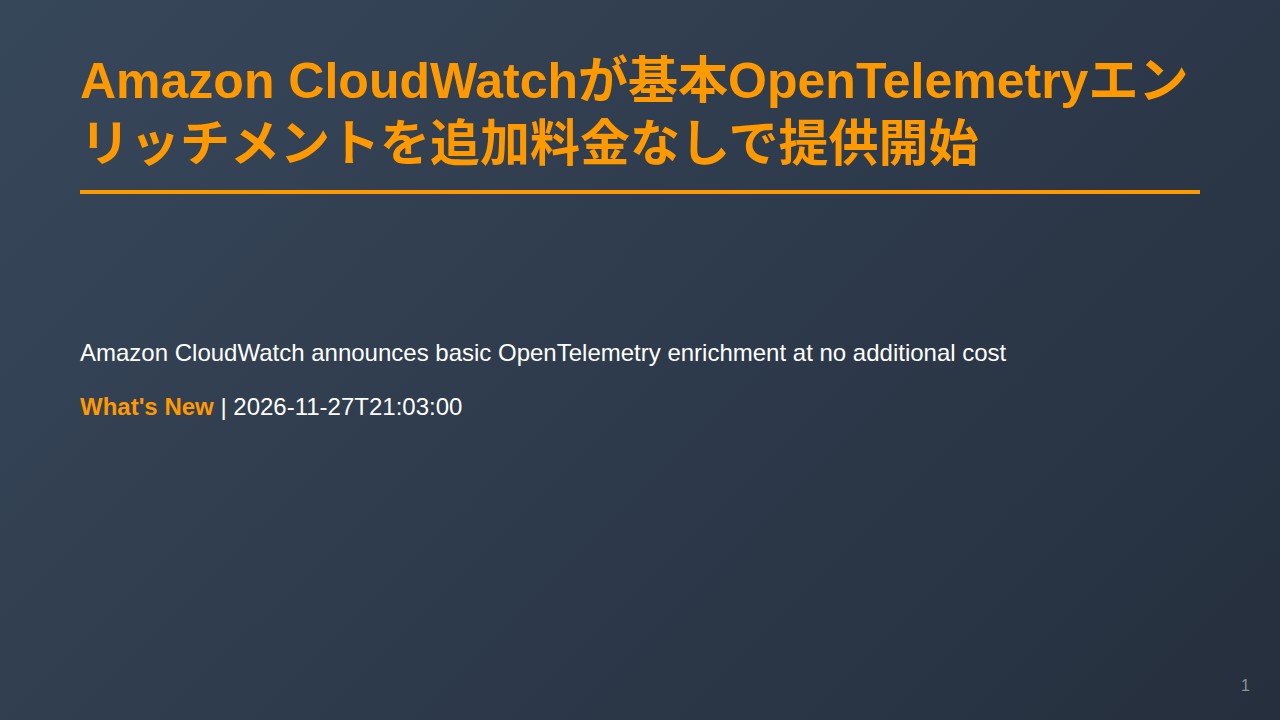 Amazon CloudWatchが基本OpenTelemetryエン
リッチメントを追加料金なしで提供開始
Amazon CloudWatch announces basic OpenTelemetry enrichment at no additional cost
What's New | 2026-11-27T21:03:00
1